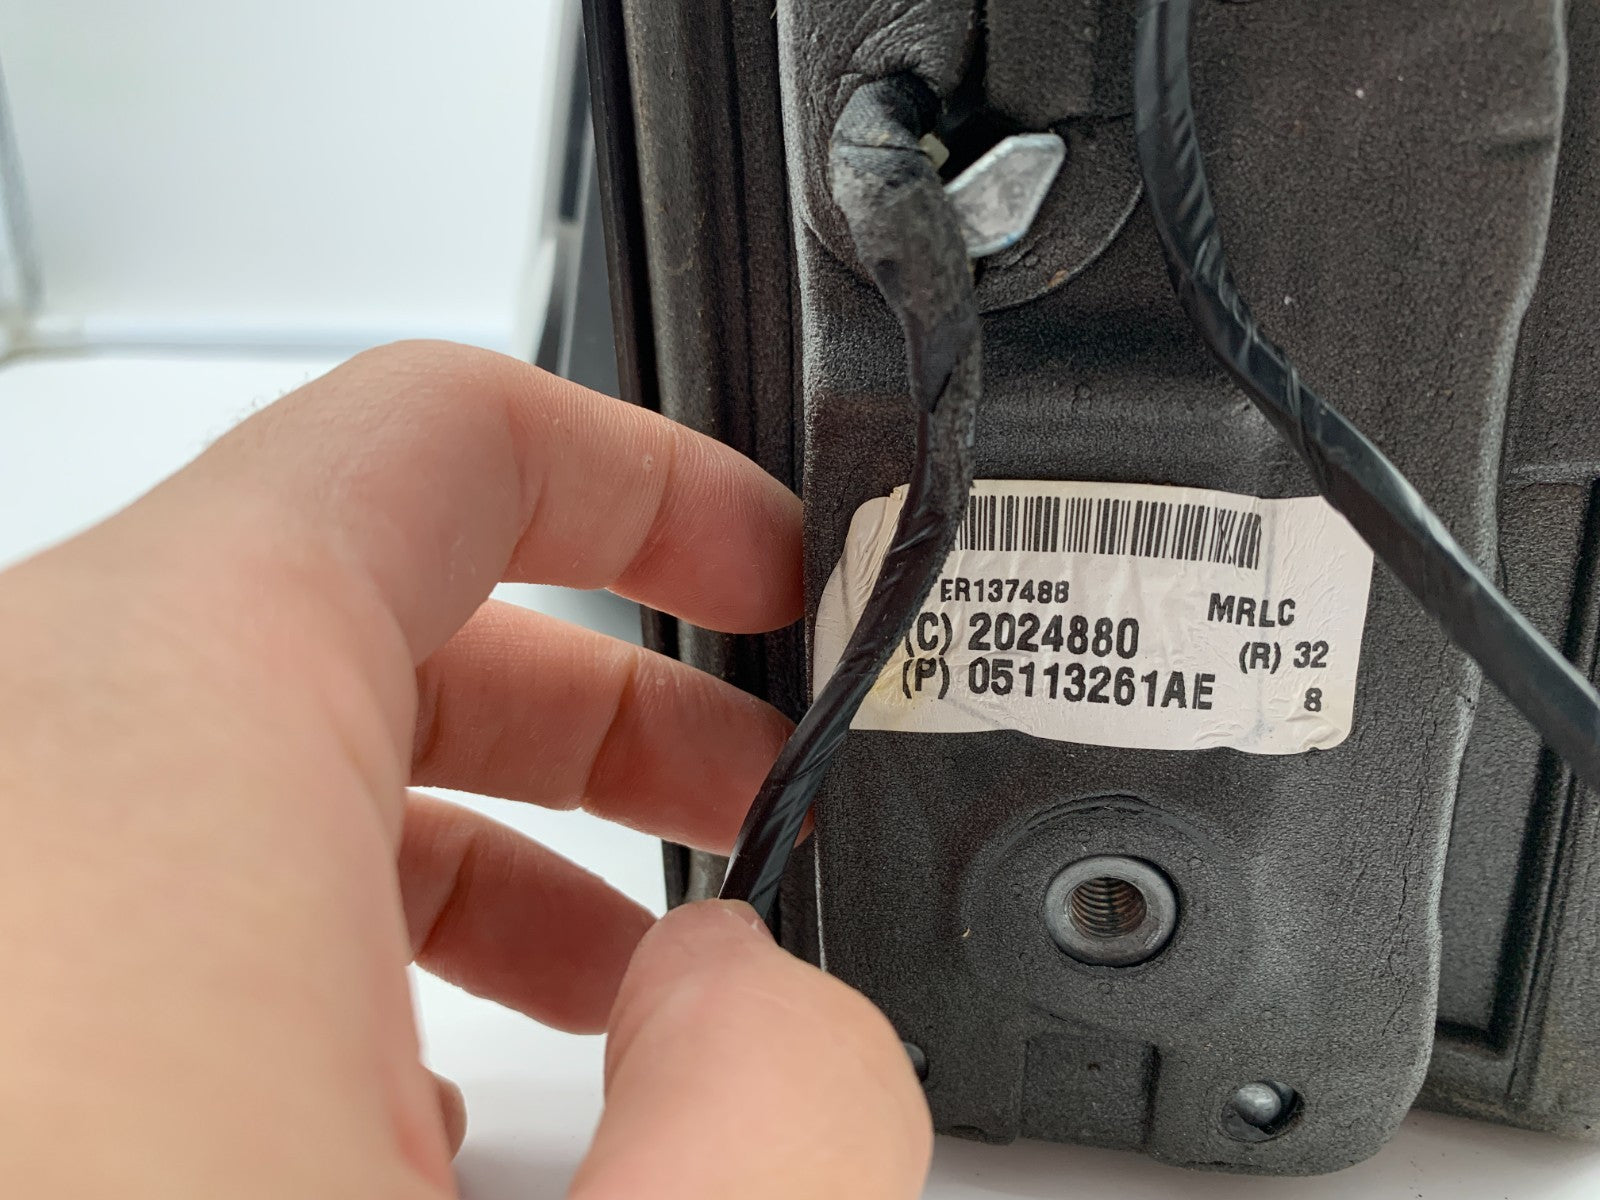 ER137488
MRLC
(C) 2024880
(R) 32
(P) 05113261AE
8